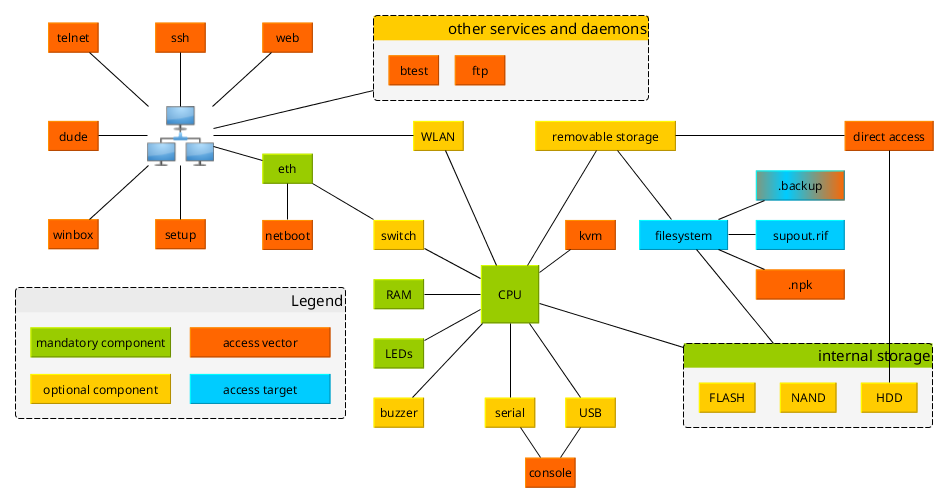 telnet
ssh
web
other services and daemons
btest
ftp
dude
WLAN
removable storage
direct access
eth
.backup
winbox
setup
netboot
switch
kvm
filesystem
supout.rif
RAM
CPU
.npk
Legend
mandatory component
access vector
LEDs
internal storage
optional component
access target
buzzer
serial
USB
FLASH
NAND
HDD
console